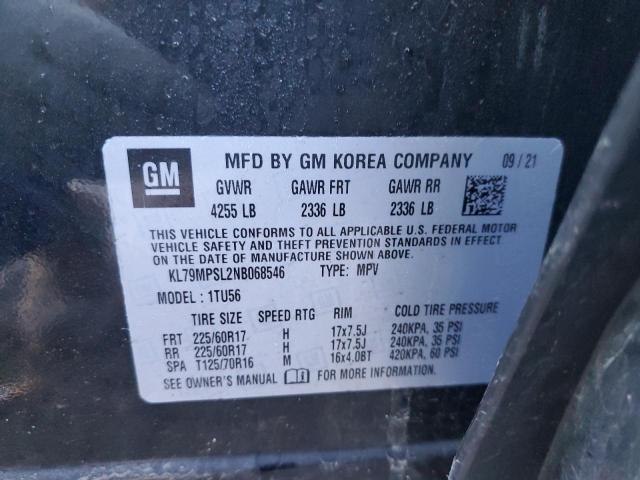 GM MFD BY GM KOREA COMPANY 09/21
GVWR GAWR FRT GAWR RR
4255 LB 2336 LB 2336 LB
THIS VEHICLE CONFORMS TO ALL APPLICABLE U.S. FEDERAL MOTOR
VEHICLE SAFETY AND THEFT PREVENTION STANDARDS IN EFFECT
ON THE DATE OF MANUFACTURE SHOWN ABOVE.
KL79MPSL2NB068546 TYPE: MPV
MODEL: 1TU56
TIRE SIZE SPEED RTG RIM COLD TIRE PRESSURE
FRT 225/60R17 H 17x7.5J 240KPA, 35 PSI
RR 225/60R17 H 17x7.5J 240KPA, 35 PSI
SPA T125/70R16 M 16x4.0BT 420KPA, 60 PSI
SEE OWNER'S MANUAL FOR MORE INFORMATION